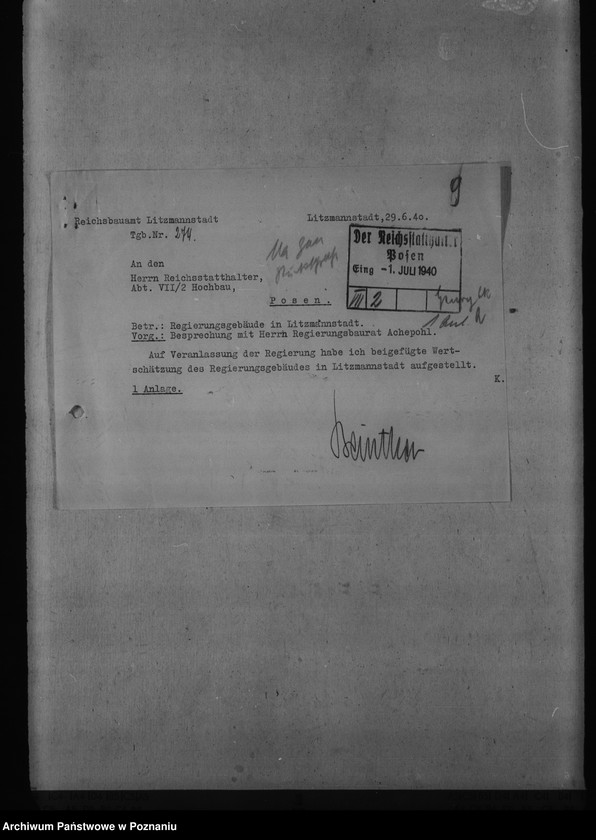 9
Reichsbauamt Litzmannstadt
Litzmannstadt,29.6.40.
Tgb.Nr. 274.
Der Reichsstatthalter
Posen
Eing -1. JULI 1940
2
An den
Herrn Reichsstatthalter,
Abt. VII/2 Hochbau,
Posen.
Betr.: Regierungsgebäude in Litzmannstadt.
Vorg.: Besprechung mit Herrn Regierungsbaurat Achepohl.
Auf Veranlassung der Regierung habe ich beigefügte Wert-
schätzung des Regierungsgebäudes in Litzmannstadt aufgestellt.
K.
1 Anlage.
Archiwum Państwowe w Poznaniu